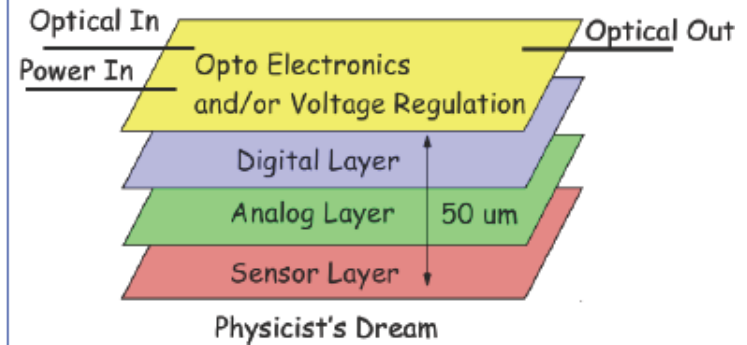 Optical In
Optical Out
Power In
Opto Electronics
and/or Voltage Regulation
Digital Layer
Analog Layer
50 um
Sensor Layer
Physicist's Dream